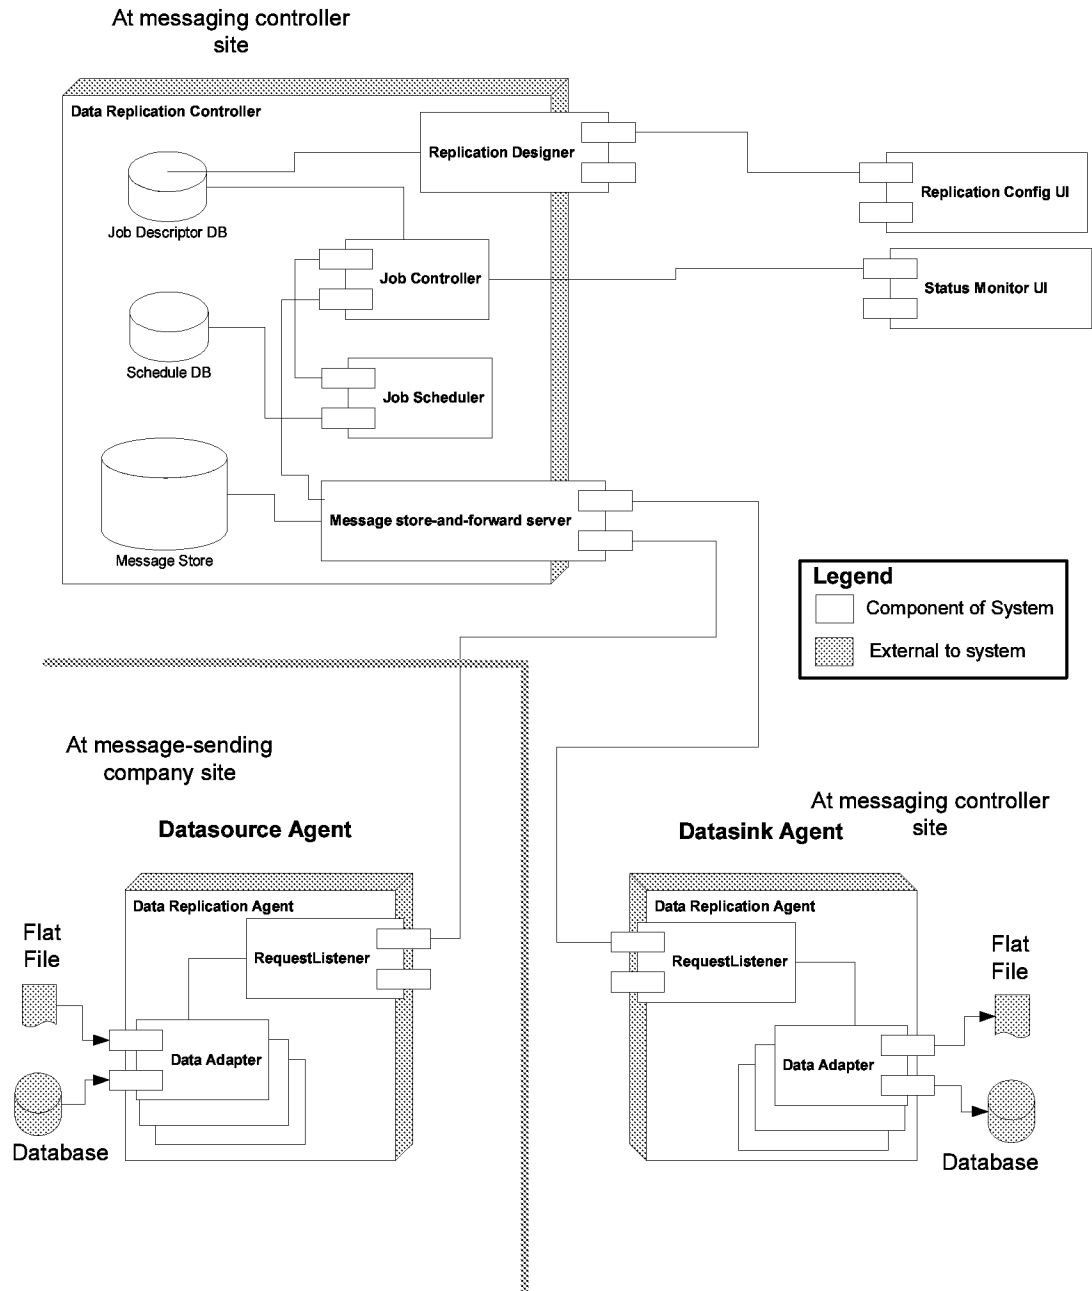 At messaging controller
site
Data Replication Controller
Replication Designer
Job Descriptor DB
Replication Config UI
Job Controller
Status Monitor UI
Schedule DB
Job Scheduler
Message store-and-forward server
Message Store
Legend
Component of System
External to system
At message-sending
company site
At messaging controller
site
Datasource Agent
Datasink Agent
Data Replication Agent
RequestListener
Flat
File
Data Adapter
Database
Data Replication Agent
RequestListener
Flat
File
Data Adapter
Database